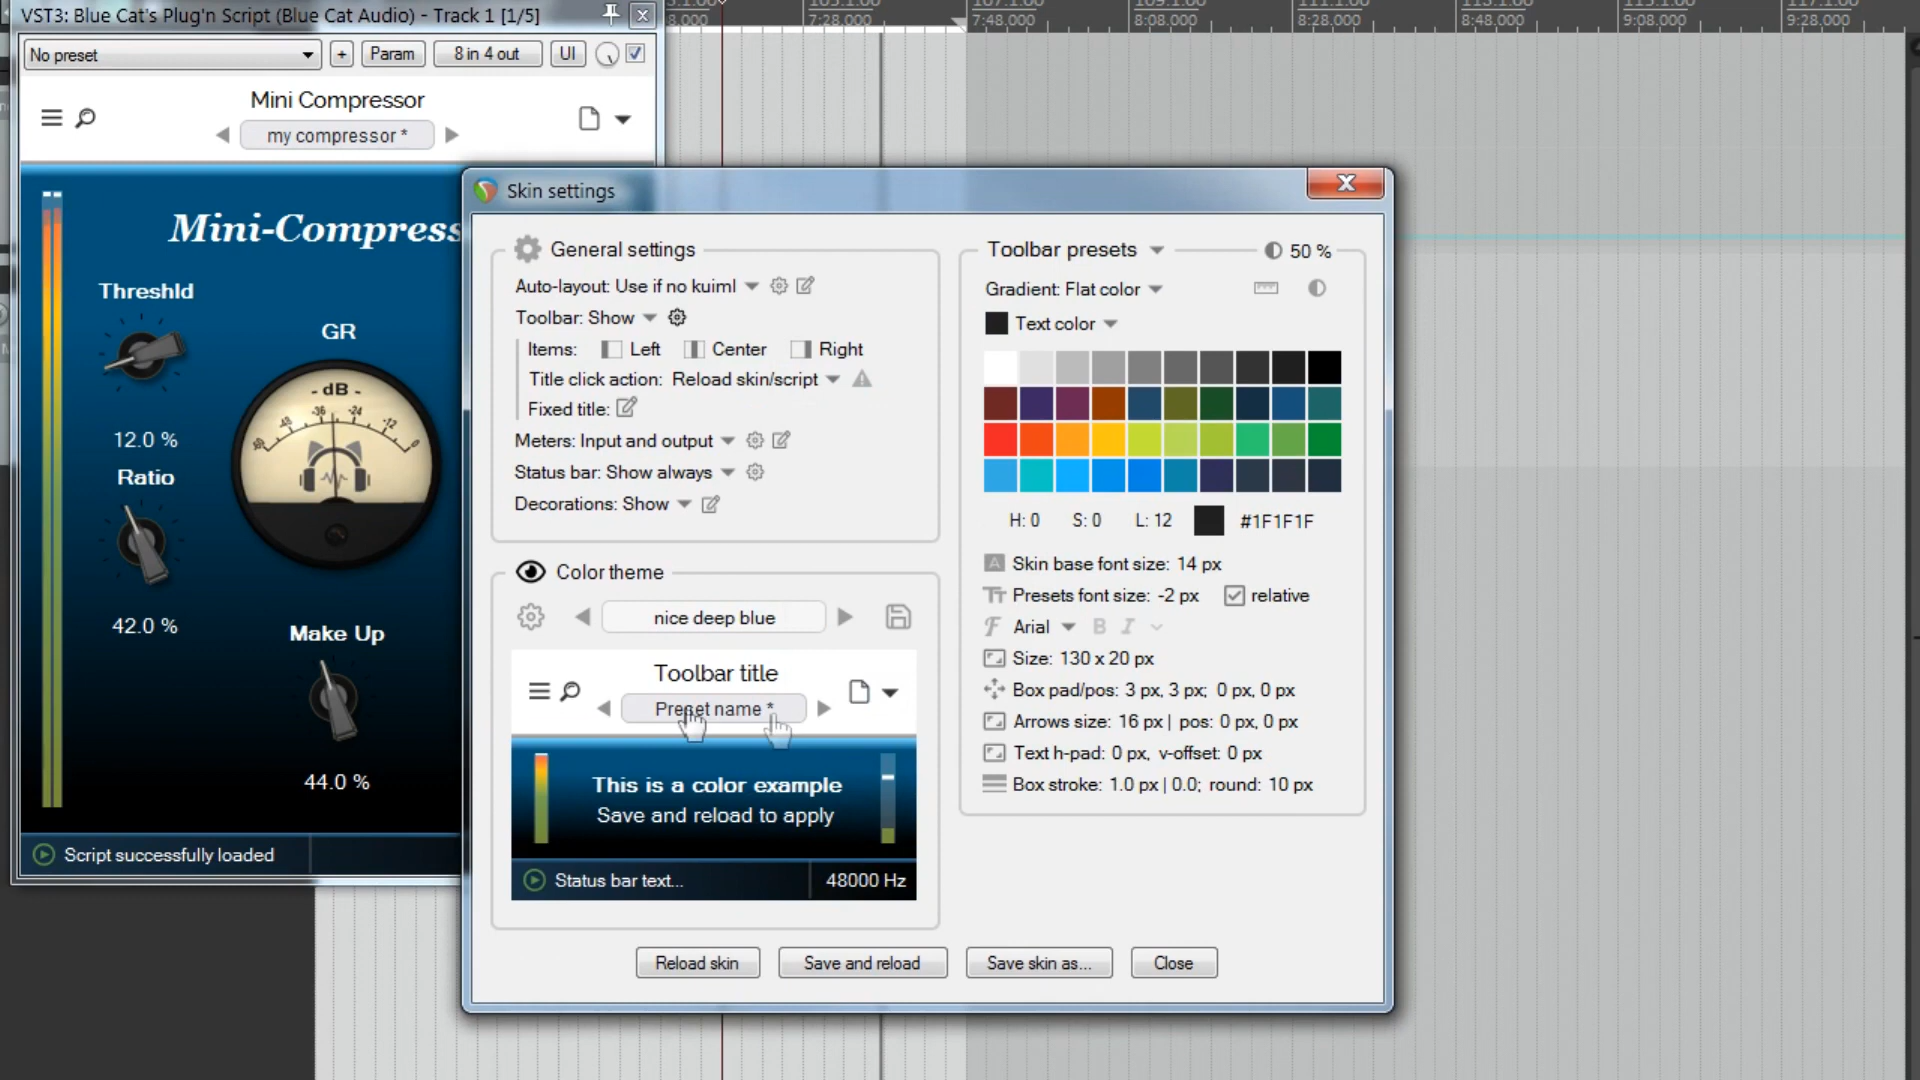 VST3: Blue Cat's Plug'n Script (Blue Cat Audio) - Track 1 [1/5]
7:28.000
7:48.000
8:08.000
8:28.000
8:48.000
9:08.000
9:28.000
No preset
+
Param
8 in 4 out
UI
Mini Compressor
my compressor *
Mini-Compress
Threshld
12.0 %
Ratio
42.0 %
GR
- dB -
-36
-24
-12
0
Make Up
44.0 %
Script successfully loaded
Skin settings
General settings
Auto-layout: Use if no kuiml
Toolbar: Show
Items: Left Center Right
Title click action: Reload skin/script
Fixed title:
Meters: Input and output
Status bar: Show always
Decorations: Show
Color theme
nice deep blue
Toolbar title
Preset name *
This is a color example
Save and reload to apply
Status bar text...
48000 Hz
Toolbar presets
50 %
Gradient: Flat color
Text color
H: 0 S: 0 L: 12 #1F1F1F
A Skin base font size: 14 px
TT Presets font size: -2 px relative
F Arial B I
Size: 130 x 20 px
Box pad/pos: 3 px, 3 px; 0 px, 0 px
Arrows size: 16 px | pos: 0 px, 0 px
Text h-pad: 0 px, v-offset: 0 px
Box stroke: 1.0 px | 0.0; round: 10 px
Reload skin
Save and reload
Save skin as...
Close